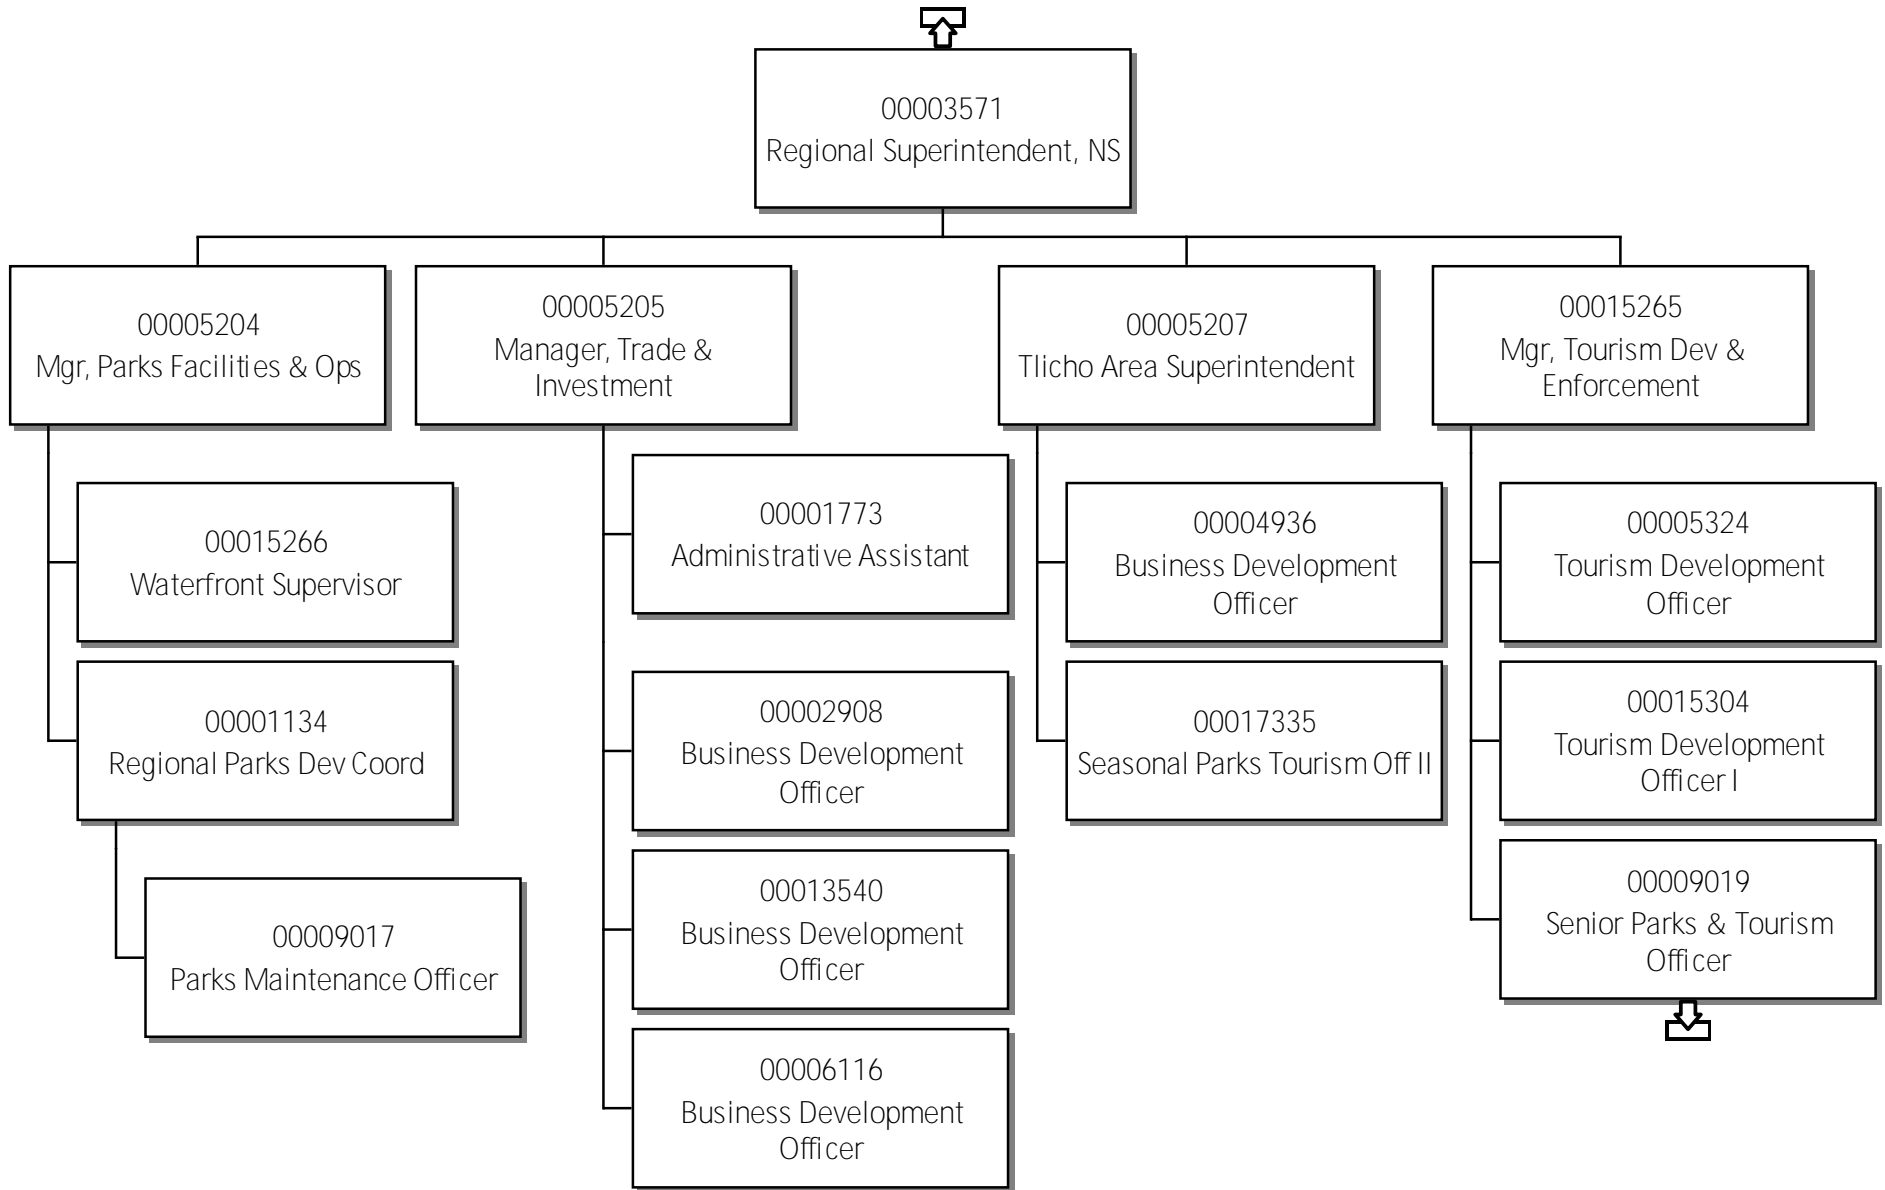 00003571
Regional Superintendent, NS
00005204
Mgr, Parks Facilities & Ops
00015266
Waterfront Supervisor
00001134
Regional Parks Dev Coord
00009017
Parks Maintenance Officer
00005205
Manager, Trade &
Investment
00001773
Administrative Assistant
00002908
Business Development
Officer
00013540
Business Development
Officer
00006116
Business Development
Officer
00005207
Tlicho Area Superintendent
00004936
Business Development
Officer
00017335
Seasonal Parks Tourism Off II
00015265
Mgr, Tourism Dev &
Enforcement
00005324
Tourism Development
Officer
00015304
Tourism Development
Officer I
00009019
Senior Parks & Tourism
Officer